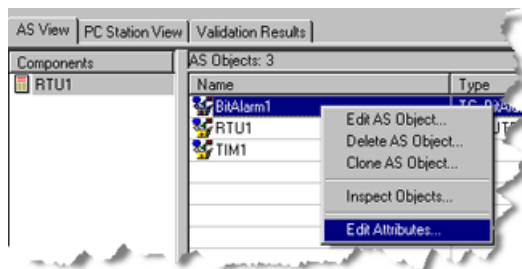 AS View PC Station View Validation Results
Components AS Objects: 3
RTU1 Name Type
BitAlarm1
Edit AS Object...
RTU1
Delete AS Object...
TIM1
Clone AS Object...
Inspect Objects...
Edit Attributes...